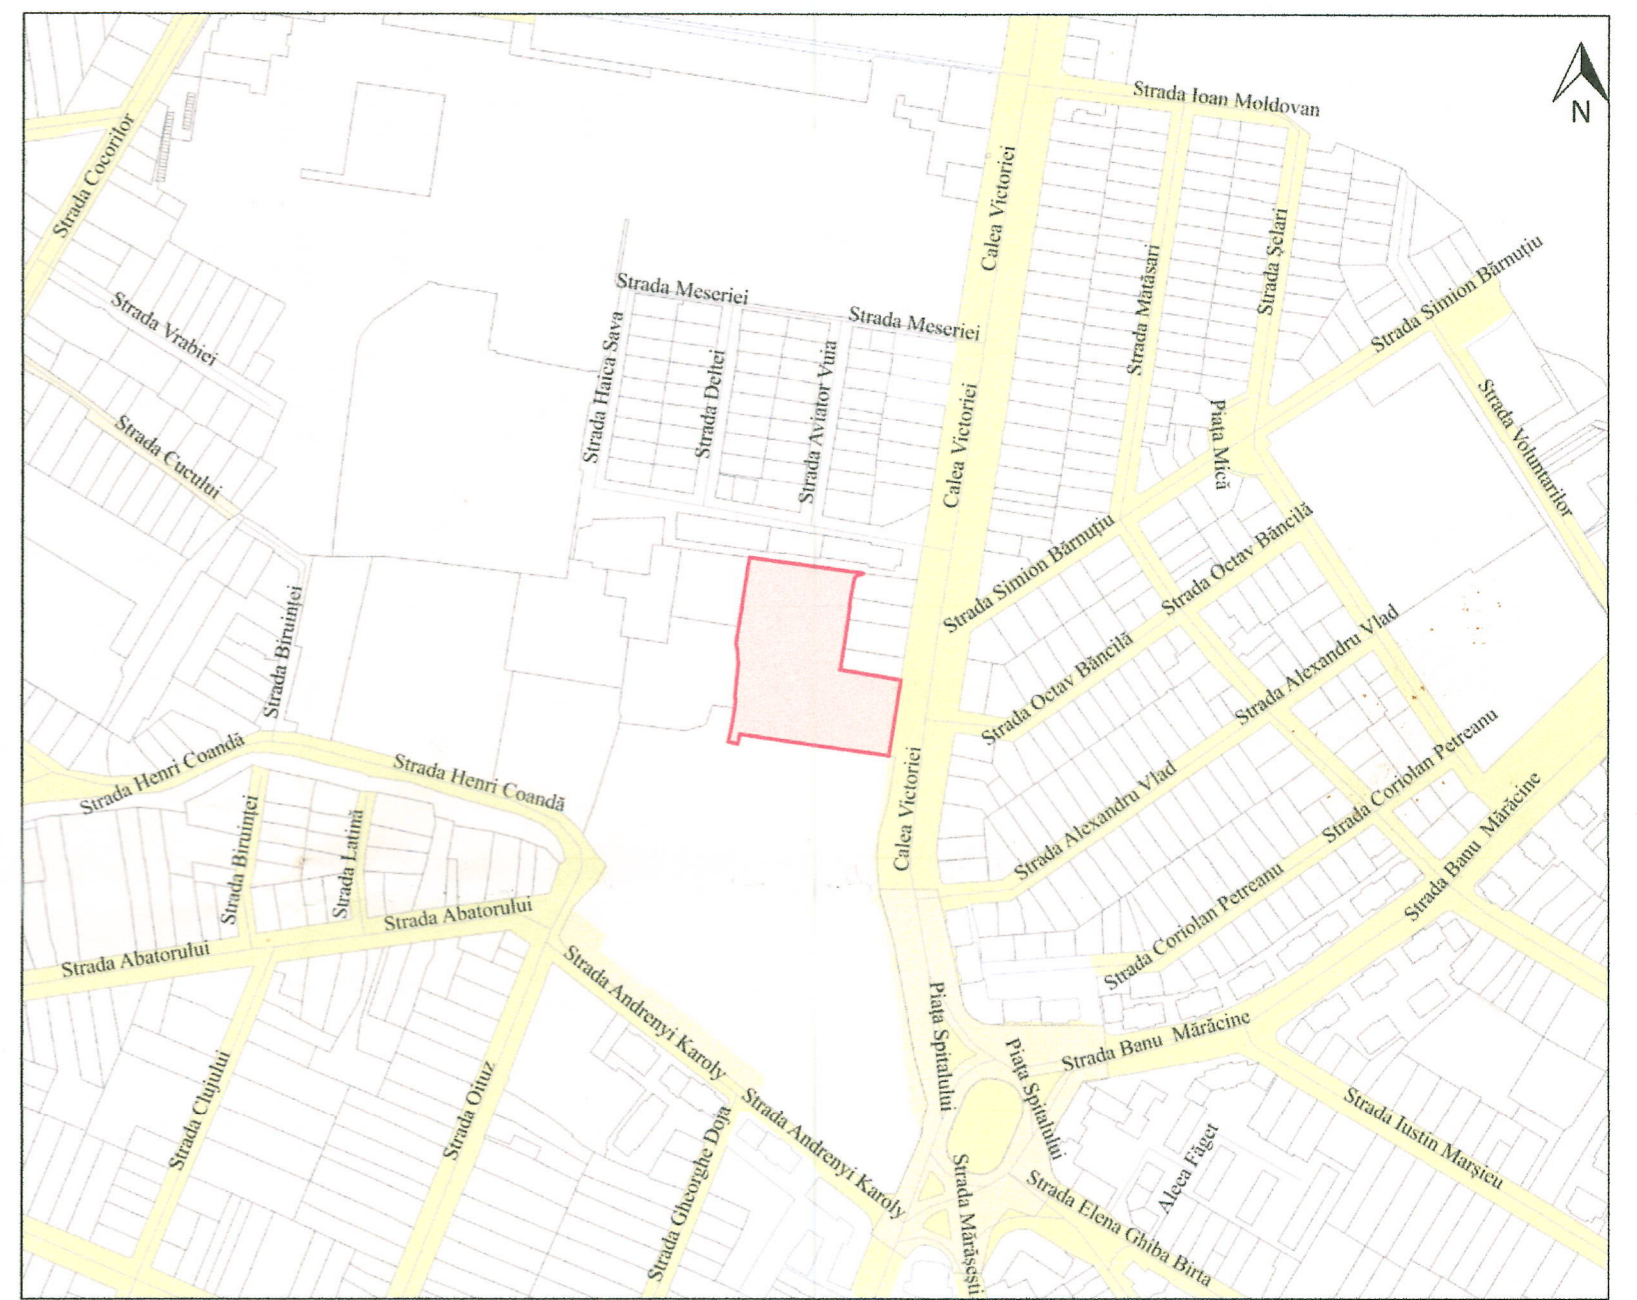 Strada Ioan Moldovan
N
Strada Cocorilor
Calea Victoriei
Strada Mătăsari
Strada Șelari
Strada Simion Bărnuțiu
Strada Meseriei
Strada Meseriei
Strada Vrabiei
Strada Haica Sava
Strada Deltei
Strada Aviator Vuia
Calea Victoriei
Piața Mică
Strada Voluntarilor
Strada Cucului
Strada Simion Bărnuțiu
Strada Octav Băncilă
Strada Biruinței
Strada Octav Băncilă
Strada Alexandru Vlad
Strada Henri Coandă
Strada Henri Coandă
Calea Victoriei
Strada Alexandru Vlad
Strada Coriolan Petreanu
Strada Banu Mărăcine
Strada Biruinței
Strada Latină
Strada Abatorului
Strada Abatorului
Strada Coriolan Petreanu
Strada Andrenyi Karoly
Piața Spitalului
Piața Spitalului
Strada Banu Mărăcine
Strada Clujului
Strada Oituz
Strada Gheorghe Doja
Strada Andrenyi Karoly
Strada Mărășești
Strada Elena Ghiba Birta
Aleea Făget
Strada Iustin Marșieu